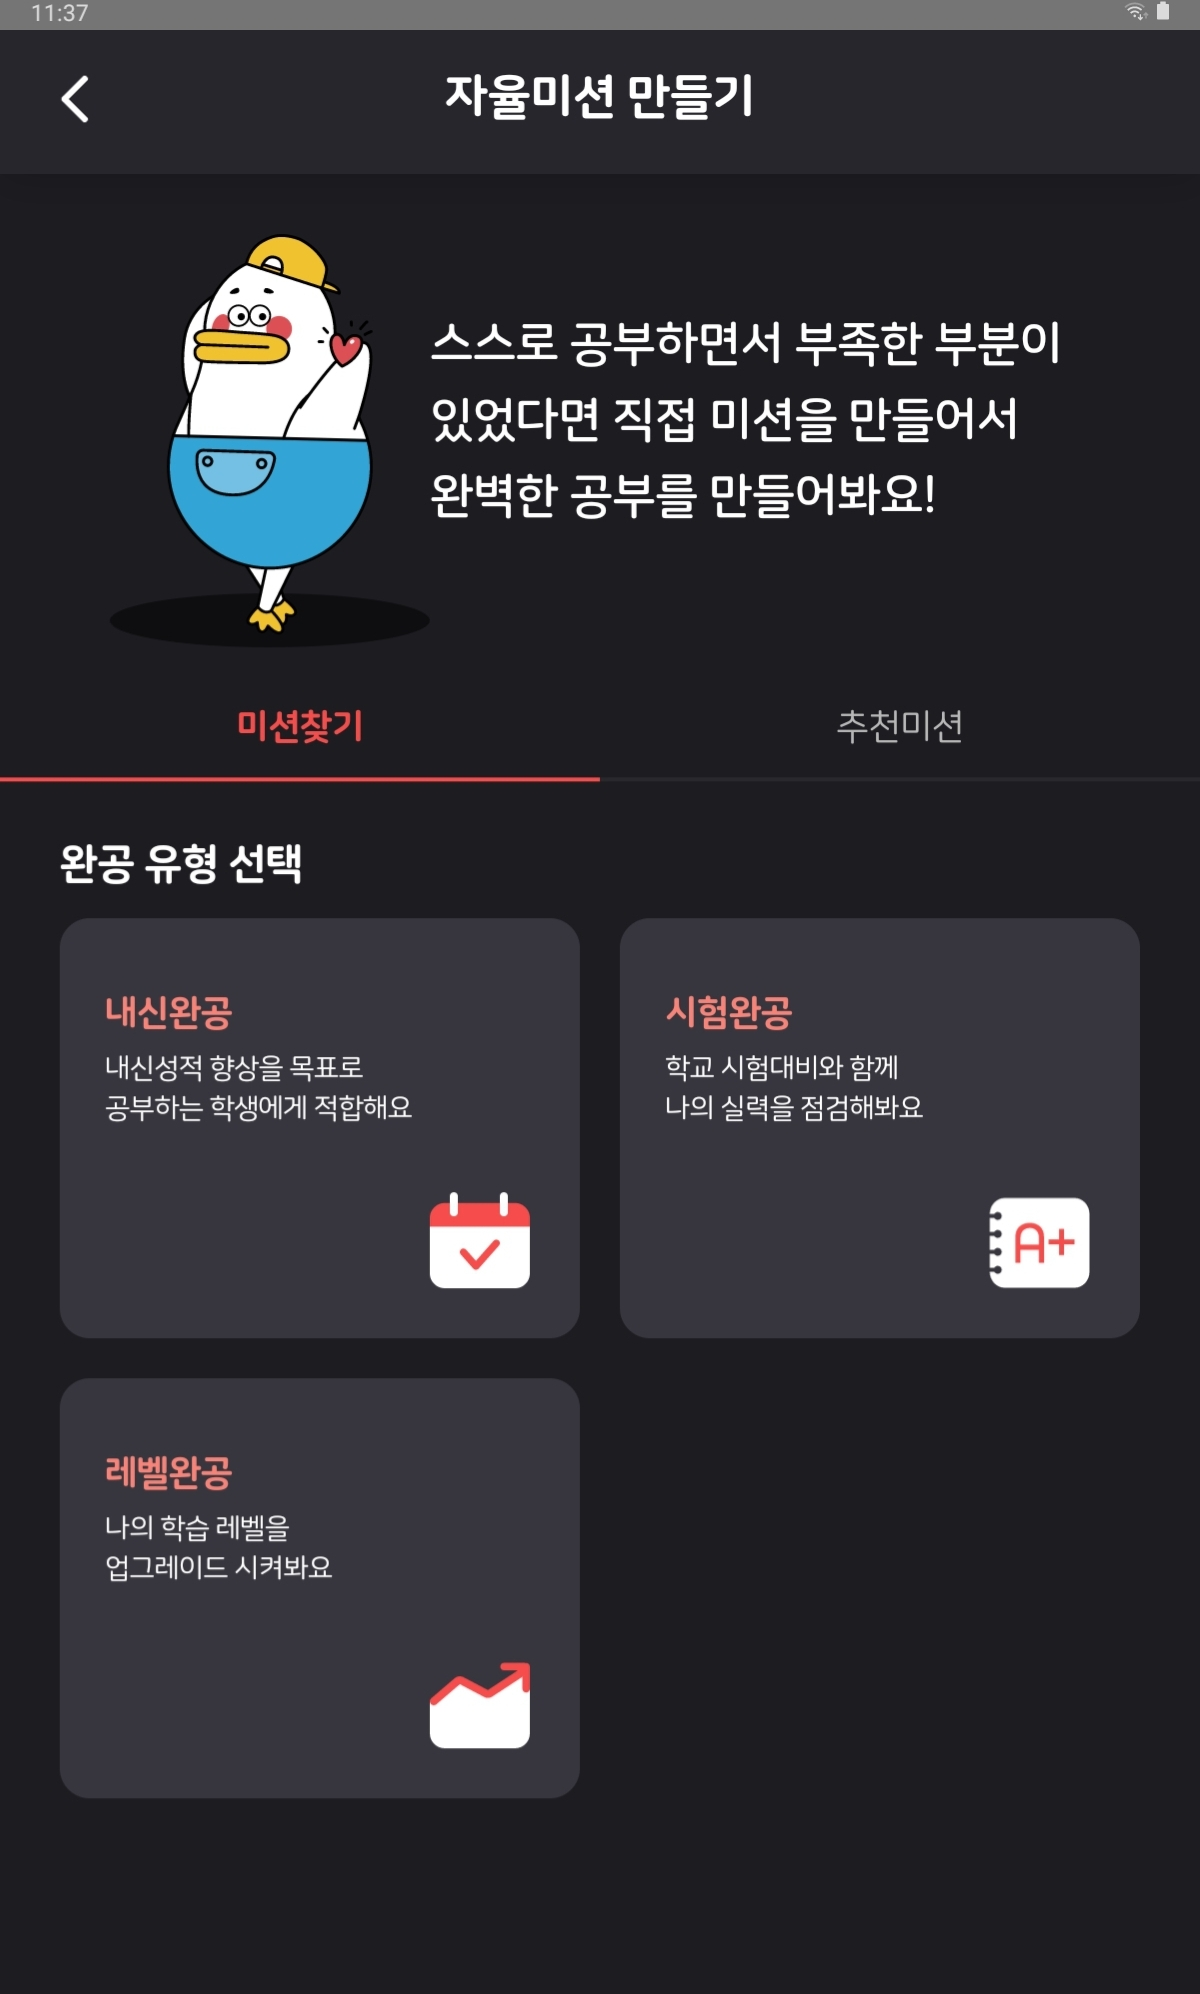 11:37
자율미션 만들기
스스로 공부하면서 부족한 부분이
있었다면 직접 미션을 만들어서
완벽한 공부를 만들어봐요!
미션찾기
추천미션
완공 유형 선택
내신완공
내신성적 향상을 목표로
공부하는 학생에게 적합해요
시험완공
학교 시험대비와 함께
나의 실력을 점검해봐요
A+
레벨완공
나의 학습 레벨을
업그레이드 시켜봐요